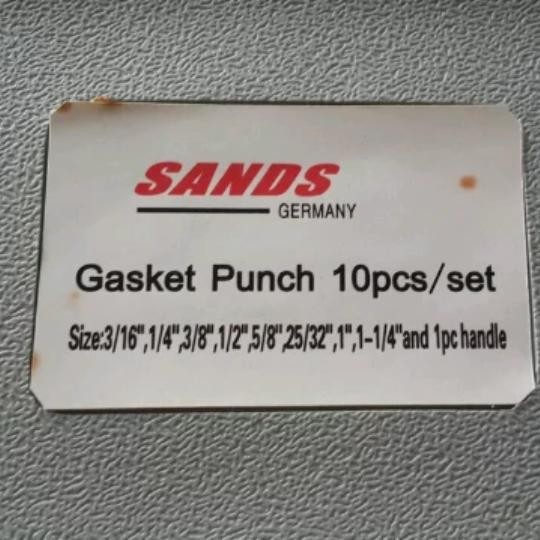 SANDS
GERMANY
Gasket Punch 10pcs/set
Size:3/16",1/4",3/8",1/2",5/8",25/32",1",1-1/4"and 1pc handle